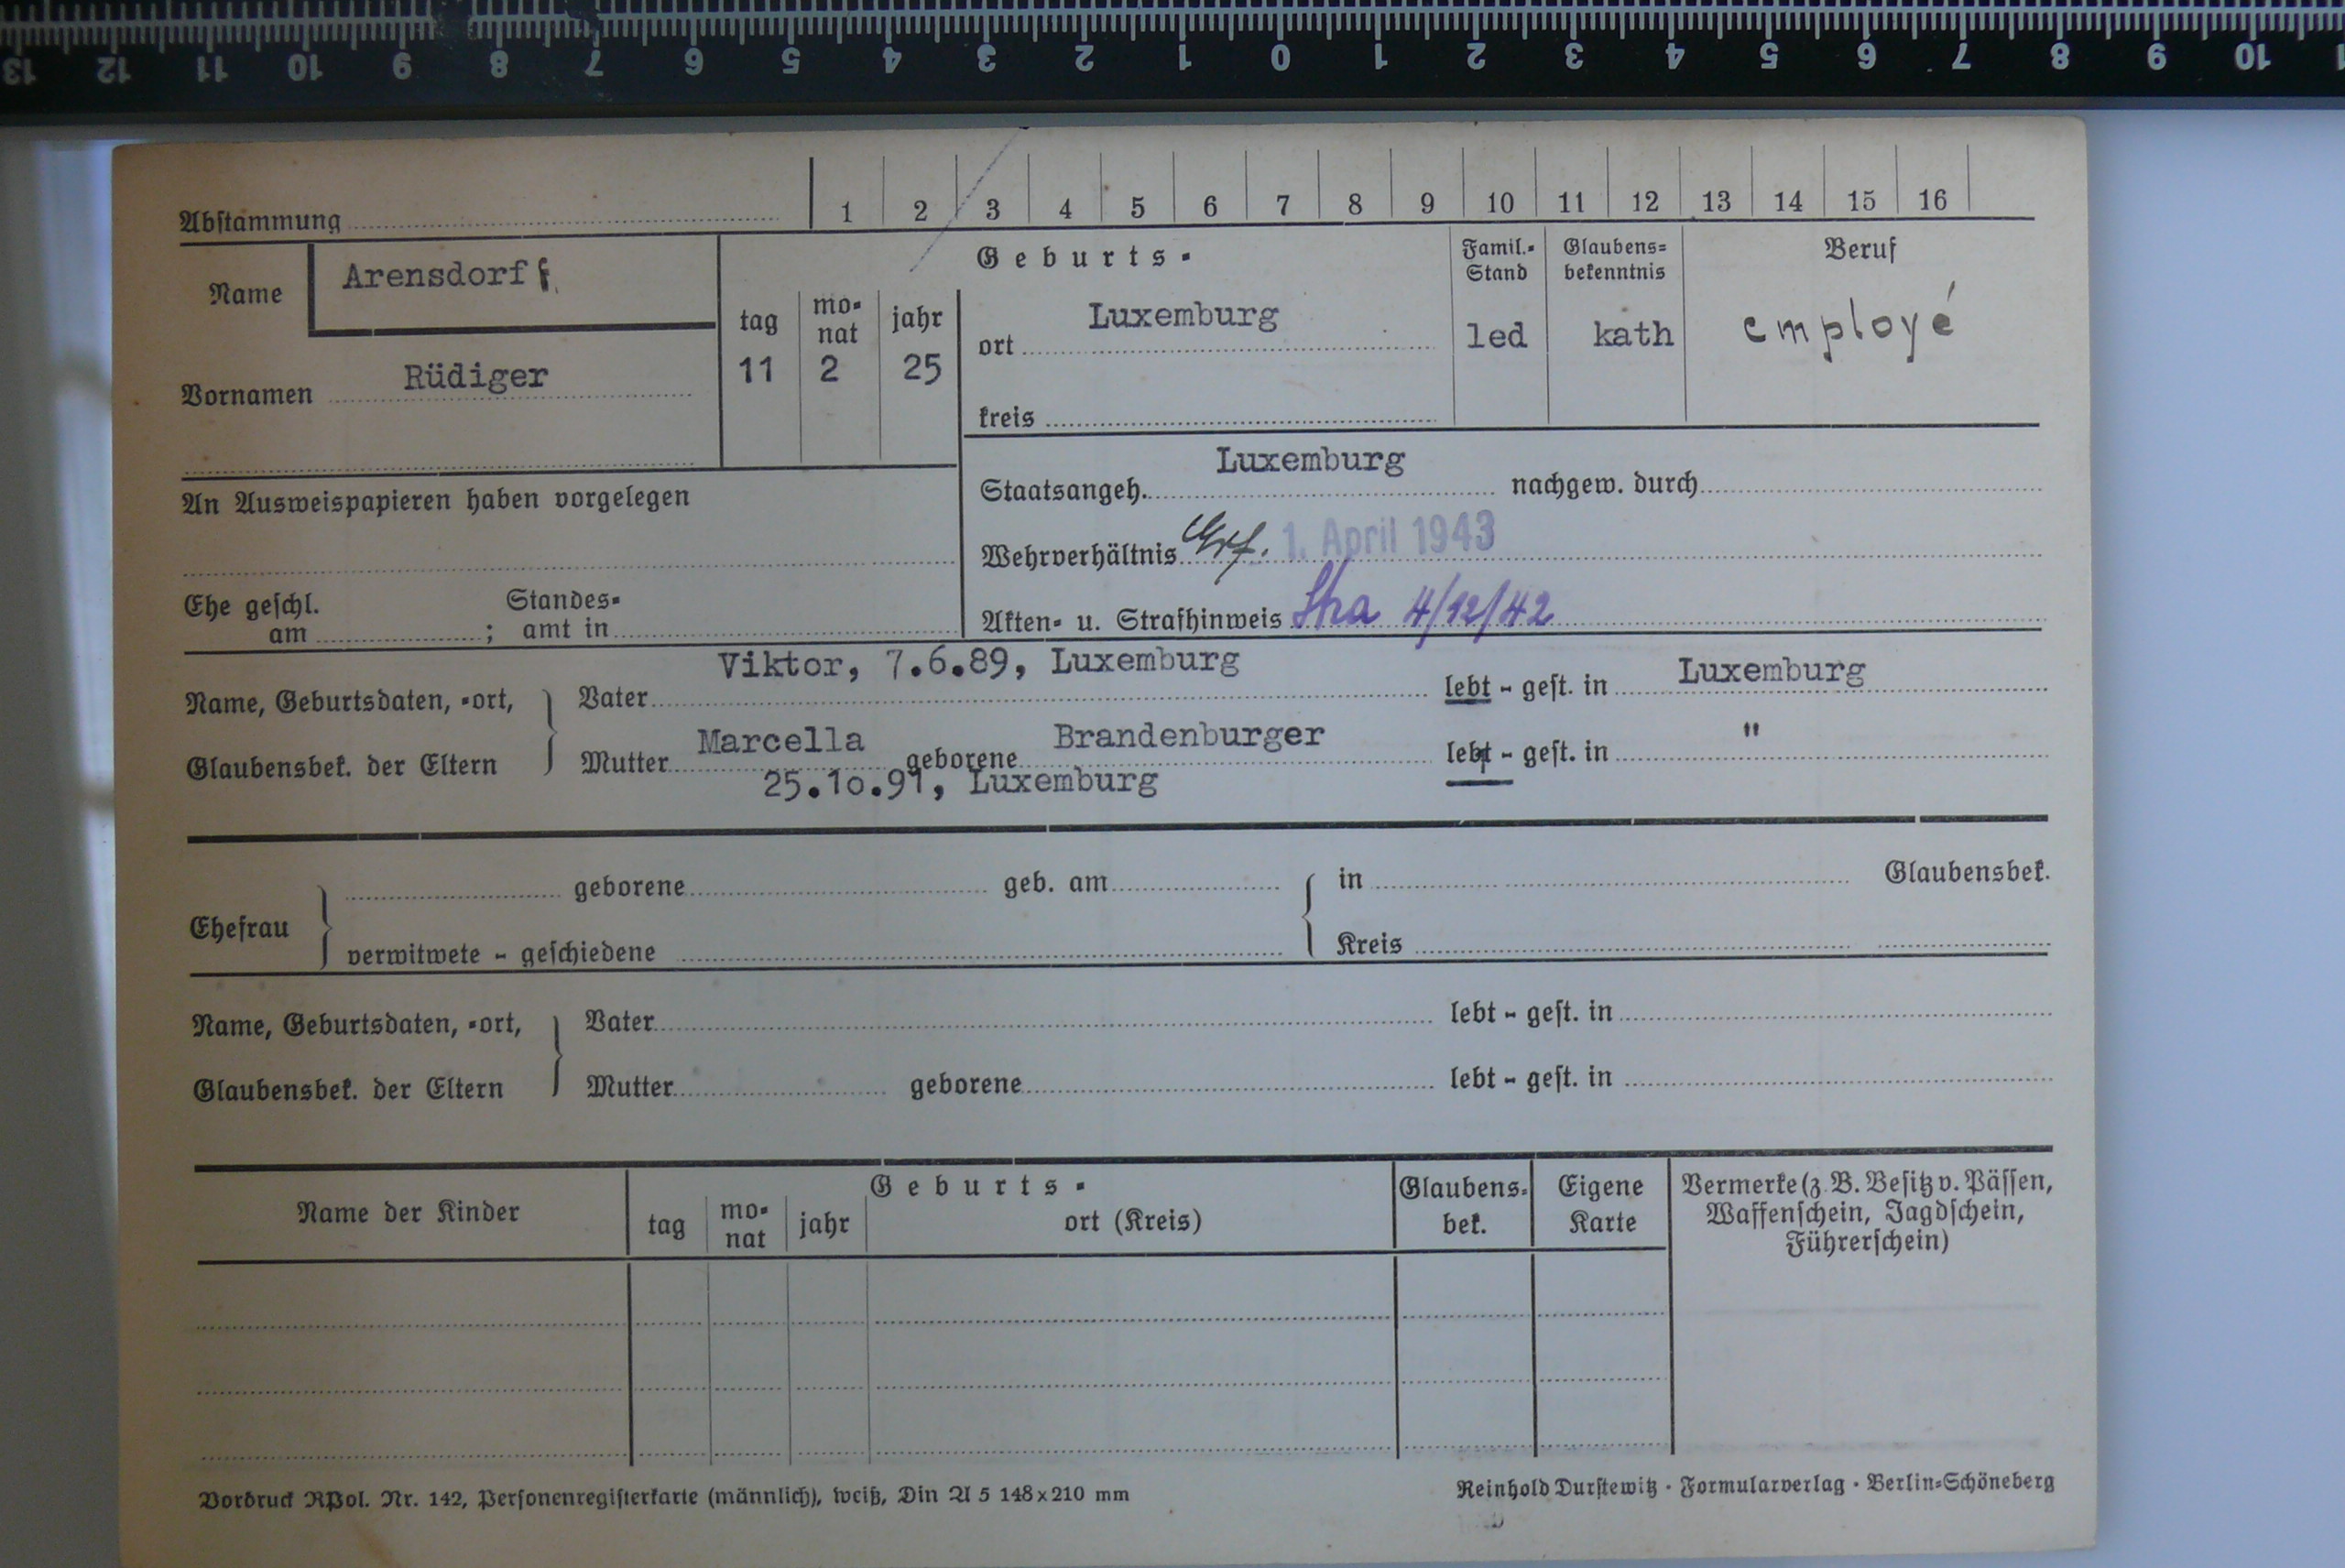 13 12 11 10 9 8 7 6 5 4 3 2 1 0 1 2 3 4 5 6 7 8 9 10
Abstammung 1 2 3 4 5 6 7 8 9 10 11 12 13 14 15 16
Name Arensdorff
Vornamen Rüdiger
Geburts-
tag monat jahr
11 2 25
ort Luxemburg
kreis
Famil.-Stand
led
Glaubens-bekenntnis
kath
Beruf
employé
An Ausweispapieren haben vorgelegen
Staatsangeh. Luxemburg nachgew. durch
Wehrverhältnis Erf. 1. April 1943
Ehe geschl. am ; Standes-amt in
Akten- u. Strafhinweis 4/12/42
Name, Geburtsdaten, -ort,
Glaubensbek. der Eltern
Vater Viktor, 7.6.89, Luxemburg lebt - gest. in Luxemburg
Mutter Marcella geborene Brandenburger lebt - gest. in "
25.10.91, Luxemburg
Ehefrau
geborene geb. am in Glaubensbek.
verwitwete - geschiedene Kreis
Name, Geburtsdaten, -ort,
Glaubensbek. der Eltern
Vater lebt - gest. in
Mutter geborene lebt - gest. in
Name der Kinder
Geburts-
tag mo-nat jahr ort (Kreis)
Glaubens-bek.
Eigene Karte
Vermerke (z. B. Besitz v. Pässen,
Waffenschein, Jagdschein,
Führerschein)
Vordruck RPol. Nr. 142, Personenregisterkarte (männlich), weiß, Din A 5 148x210 mm
Reinhold Durstewitz · Formularverlag · Berlin-Schöneberg